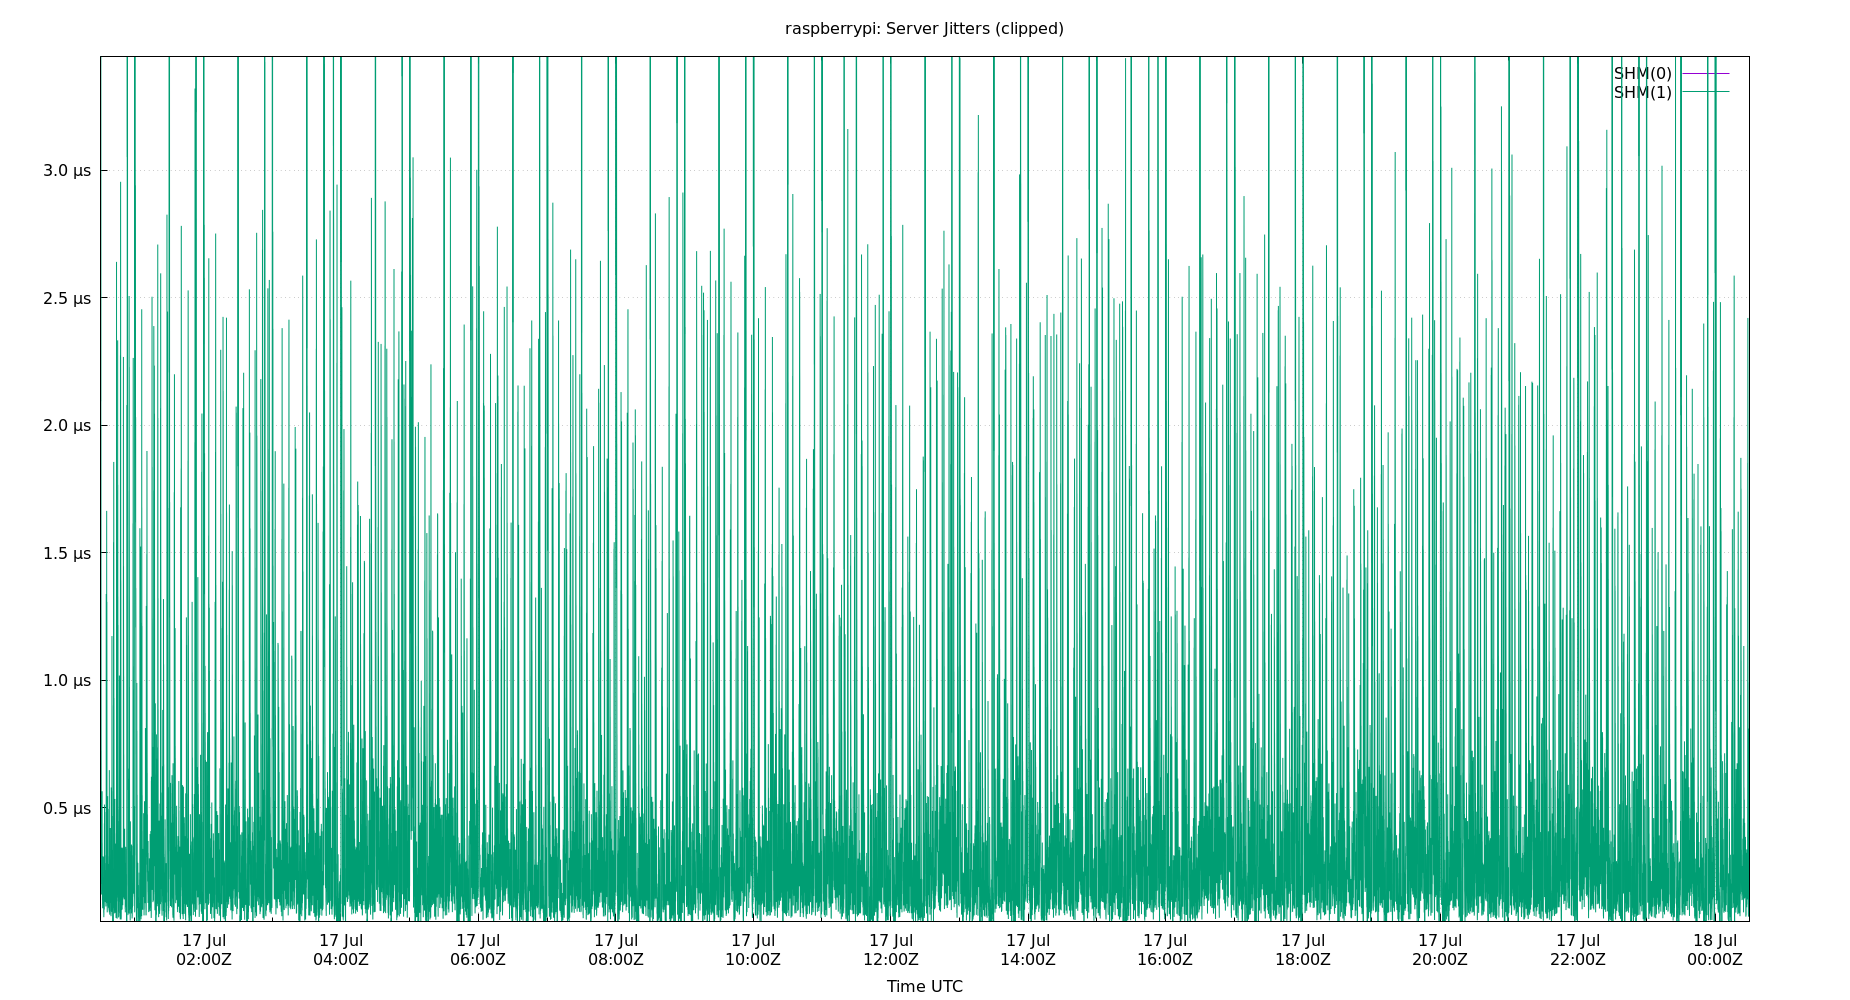 raspberrypi: Server Jitters (clipped)
SHM(0)
SHM(1)
3.0 µs
2.5 µs
2.0 µs
1.5 µs
1.0 µs
0.5 µs
17 Jul 17 Jul 17 Jul 17 Jul 17 Jul 17 Jul 17 Jul 17 Jul 17 Jul 17 Jul 17 Jul 18 Jul
02:00Z 04:00Z 06:00Z 08:00Z 10:00Z 12:00Z 14:00Z 16:00Z 18:00Z 20:00Z 22:00Z 00:00Z
Time UTC